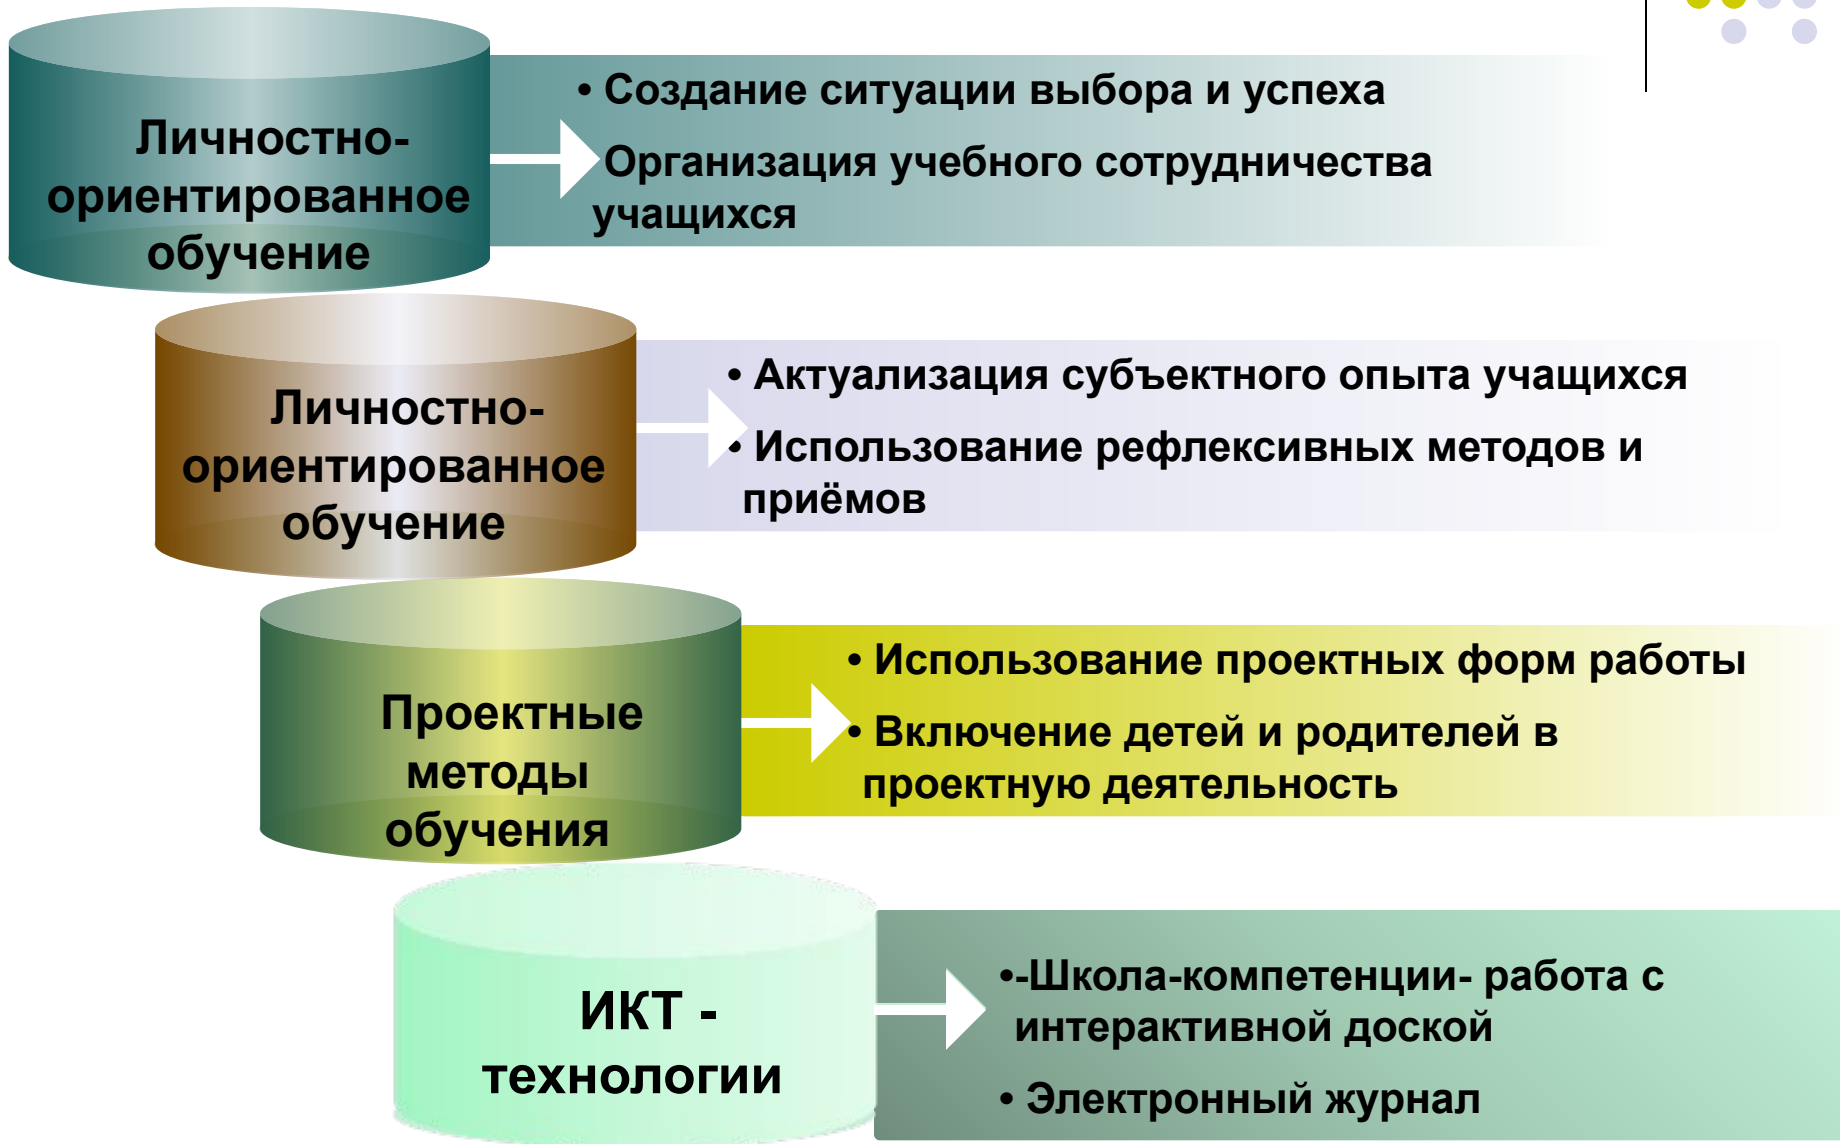 Личностно-
ориентированное
обучение
• Создание ситуации выбора и успеха
Организация учебного сотрудничества
учащихся
Личностно-
ориентированное
обучение
• Актуализация субъектного опыта учащихся
• Использование рефлексивных методов и
приёмов
Проектные
методы
обучения
• Использование проектных форм работы
• Включение детей и родителей в
проектную деятельность
ИКТ -
технологии
•-Школа-компетенции- работа с
интерактивной доской
• Электронный журнал